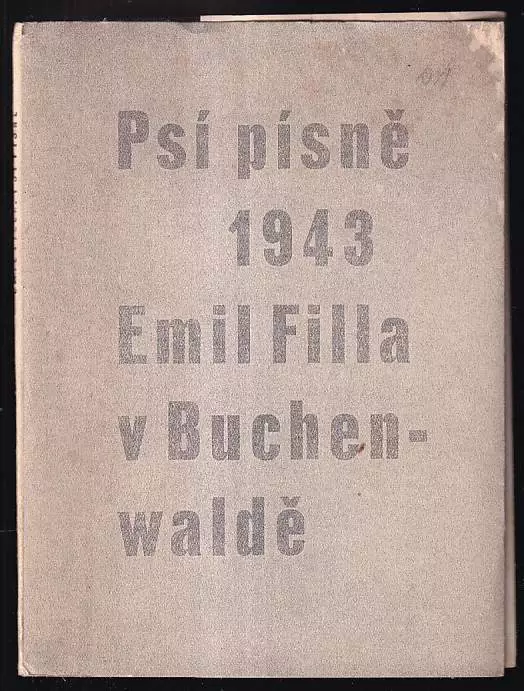 Psí písně
1943
Emil Filla
v Buchen-
waldě